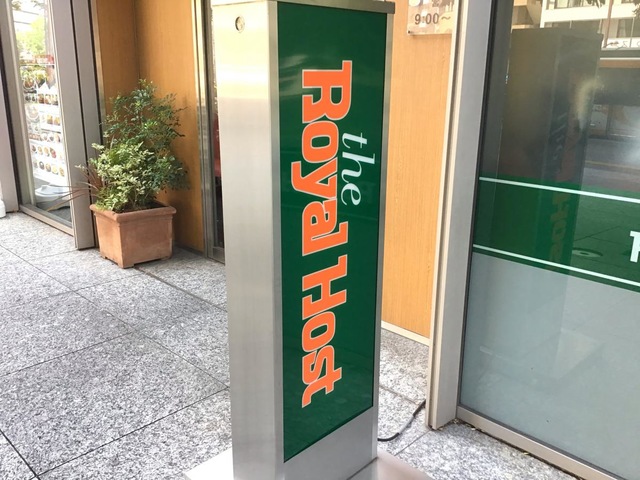 the
Royal Host
9:00～